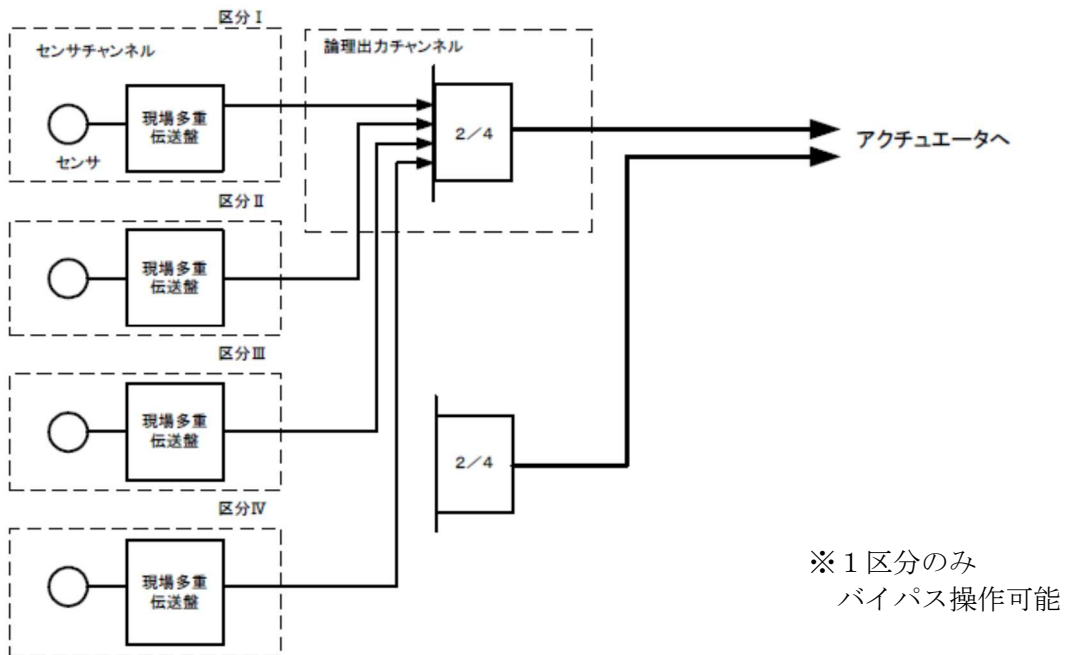 区分Ⅰ
センサチャンネル
論理出力チャンネル
現場多重
伝送盤
センサ
2/4
アクチュエータへ
区分Ⅱ
現場多重
伝送盤
区分Ⅲ
現場多重
伝送盤
2/4
区分Ⅳ
現場多重
伝送盤
※1区分のみ
バイパス操作可能